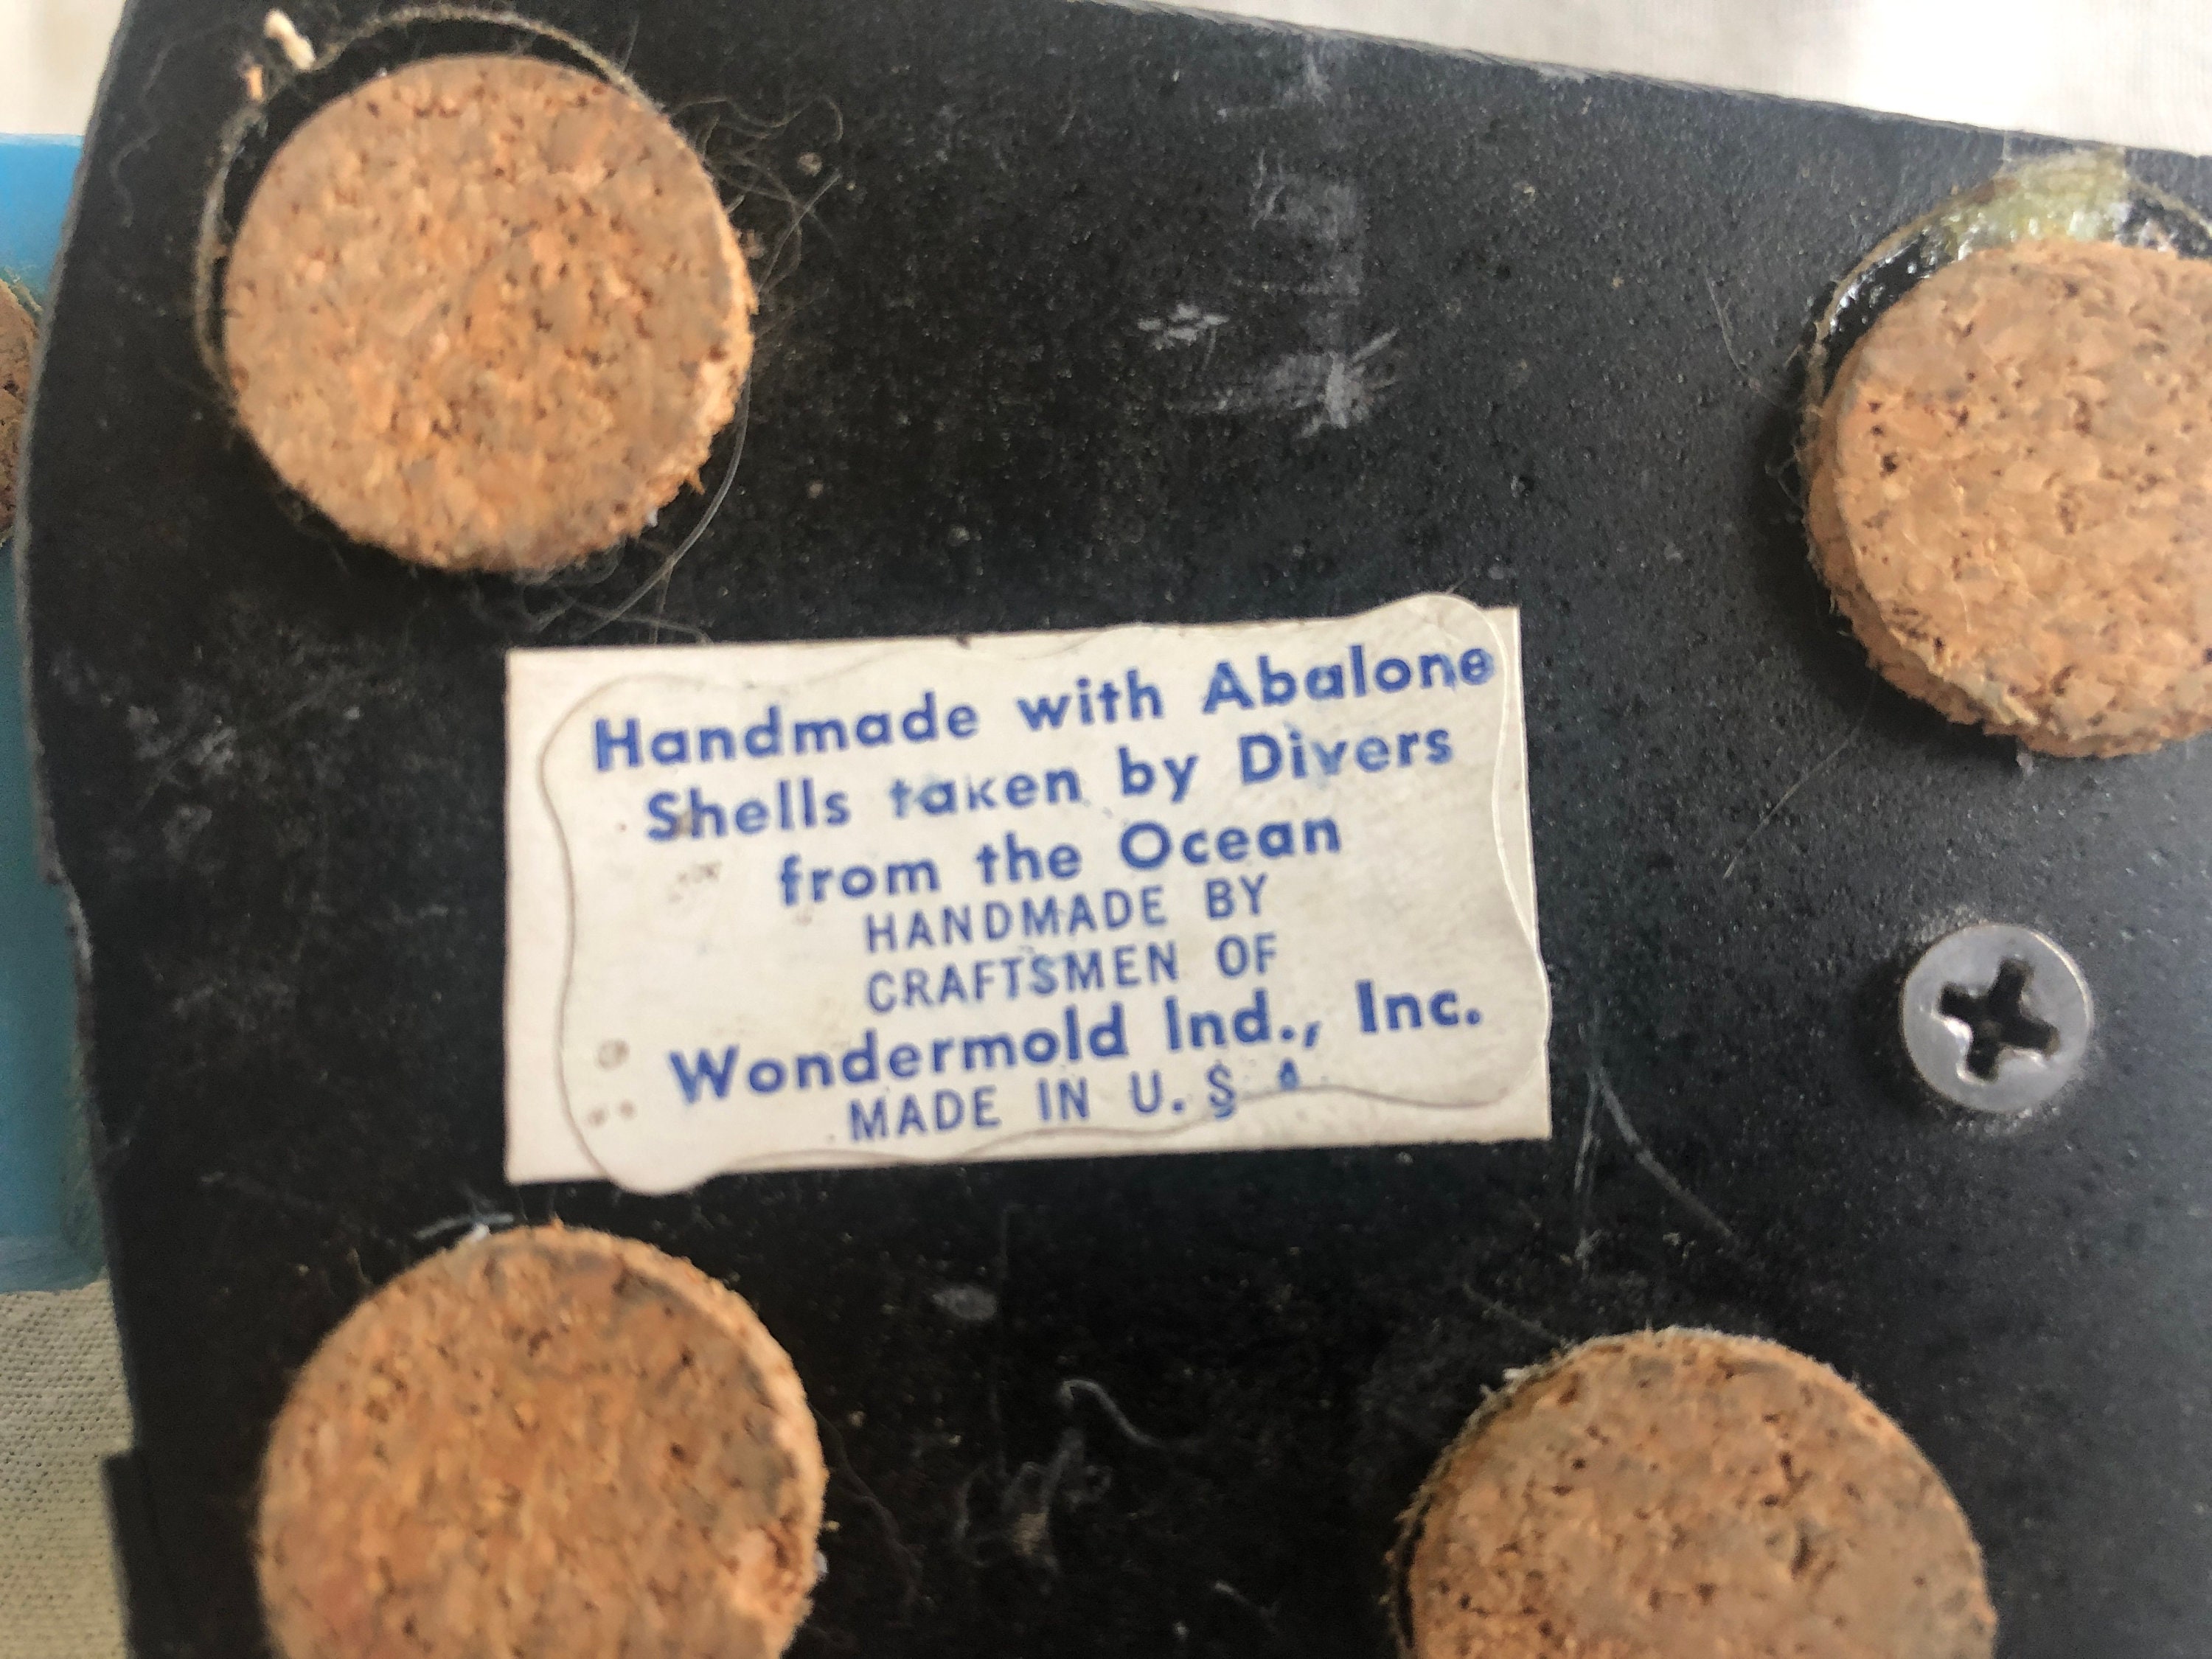 Handmade with Abalone
Shells taken by Divers
from the Ocean
HANDMADE BY
CRAFTSMEN OF
Wondermold Ind., Inc.
MADE IN U.S.A.